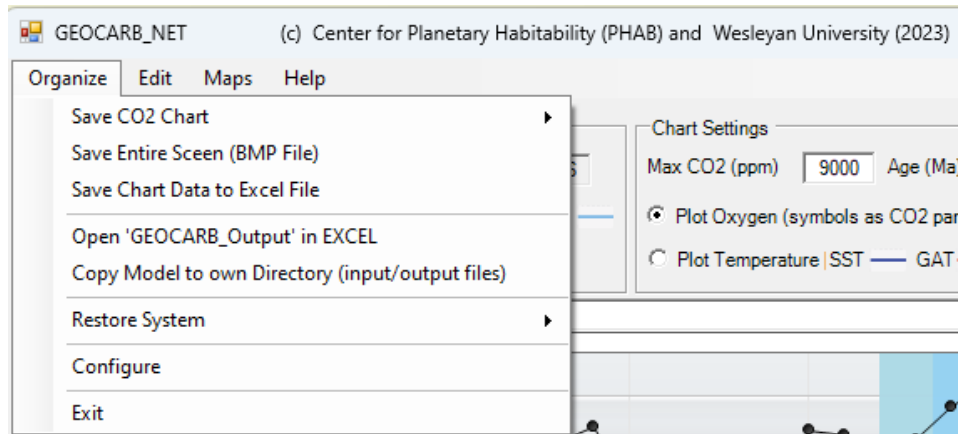 GEOCARB_NET (c) Center for Planetary Habitability (PHAB) and Wesleyan University (2023)
Organize Edit Maps Help
Save CO2 Chart
Save Entire Sceen (BMP File)
Save Chart Data to Excel File
Open 'GEOCARB_Output' in EXCEL
Copy Model to own Directory (input/output files)
Restore System
Configure
Exit
Chart Settings
Max CO2 (ppm) 9000 Age (Ma)
Plot Oxygen (symbols as CO2 par
Plot Temperature | SST GAT